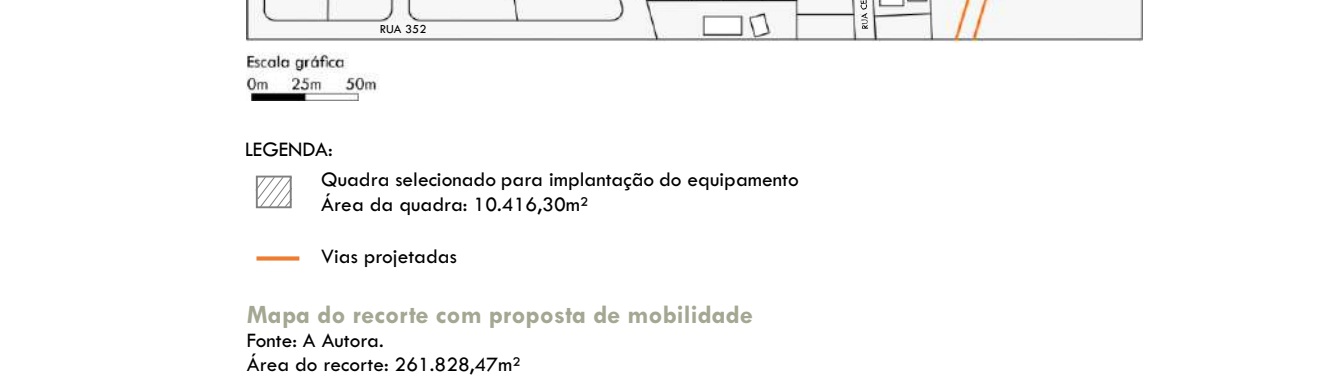 RUA 352
Escala gráfica
0m 25m 50m
LEGENDA:
Quadra selecionado para implantação do equipamento
Área da quadra: 10.416,30m²
Vias projetadas
Mapa do recorte com proposta de mobilidade
Fonte: A Autora.
Área do recorte: 261.828,47m²